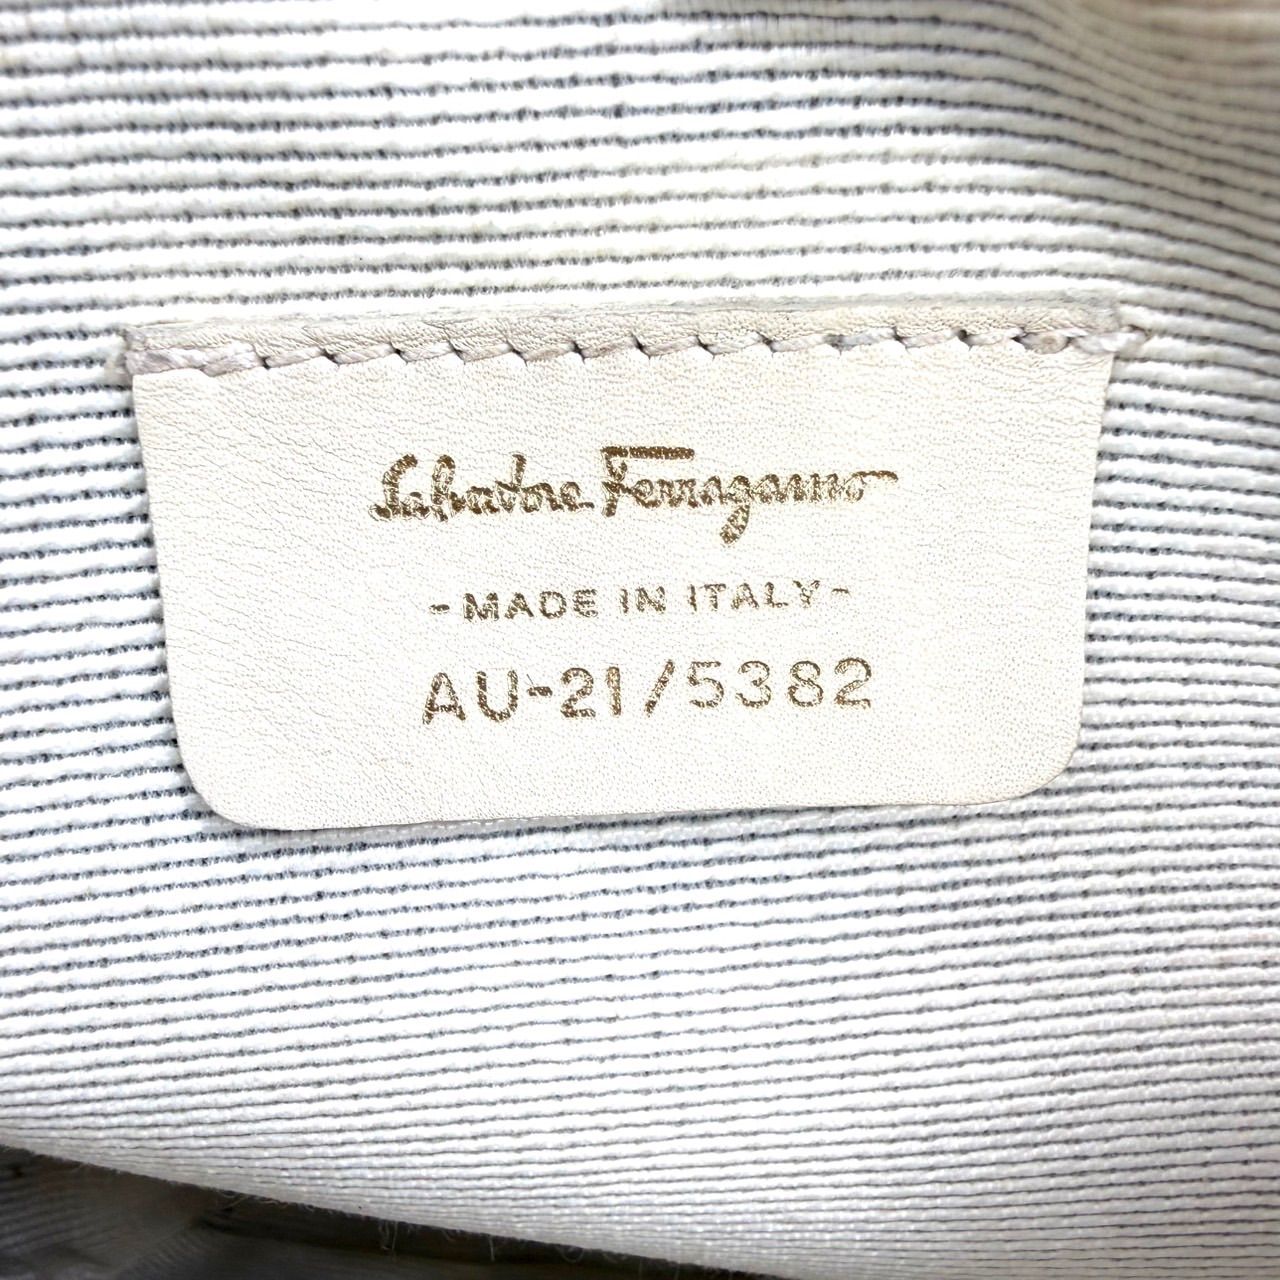 Salvatore Ferragamo
-MADE IN ITALY-
AU-21/5382